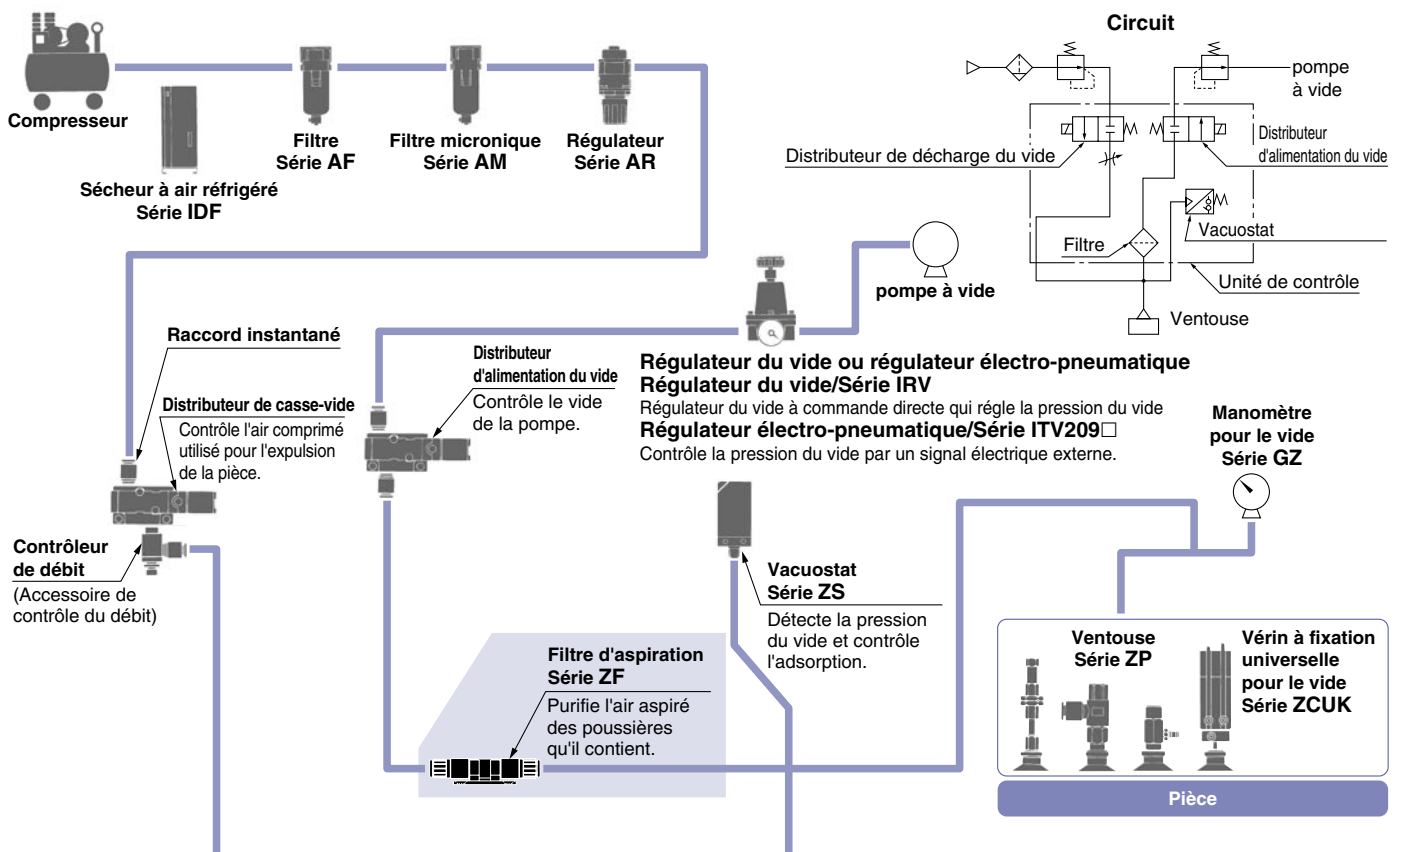 Compresseur
Sécheur à air réfrigéré
Série IDF
Filtre
Série AF
Filtre micronique
Série AM
Régulateur
Série AR
Circuit
pompe
à vide
Distributeur de décharge du vide
Distributeur
d'alimentation du vide
Vacuostat
Filtre
Unité de contrôle
Ventouse
pompe à vide
Raccord instantané
Distributeur de casse-vide
Contrôle l'air comprimé
utilisé pour l'expulsion
de la pièce.
Distributeur
d'alimentation du vide
Contrôle le vide
de la pompe.
Régulateur du vide ou régulateur électro-pneumatique
Régulateur du vide/Série IRV
Régulateur du vide à commande directe qui régle la pression du vide
Régulateur électro-pneumatique/Série ITV209□
Contrôle la pression du vide par un signal électrique externe.
Manomètre
pour le vide
Série GZ
Contrôleur
de débit
(Accessoire de
contrôle du débit)
Vacuostat
Série ZS
Détecte la pression
du vide et contrôle
l'adsorption.
Filtre d'aspiration
Série ZF
Purifie l'air aspiré
des poussières
qu'il contient.
Ventouse
Série ZP
Vérin à fixation
universelle
pour le vide
Série ZCUK
Pièce